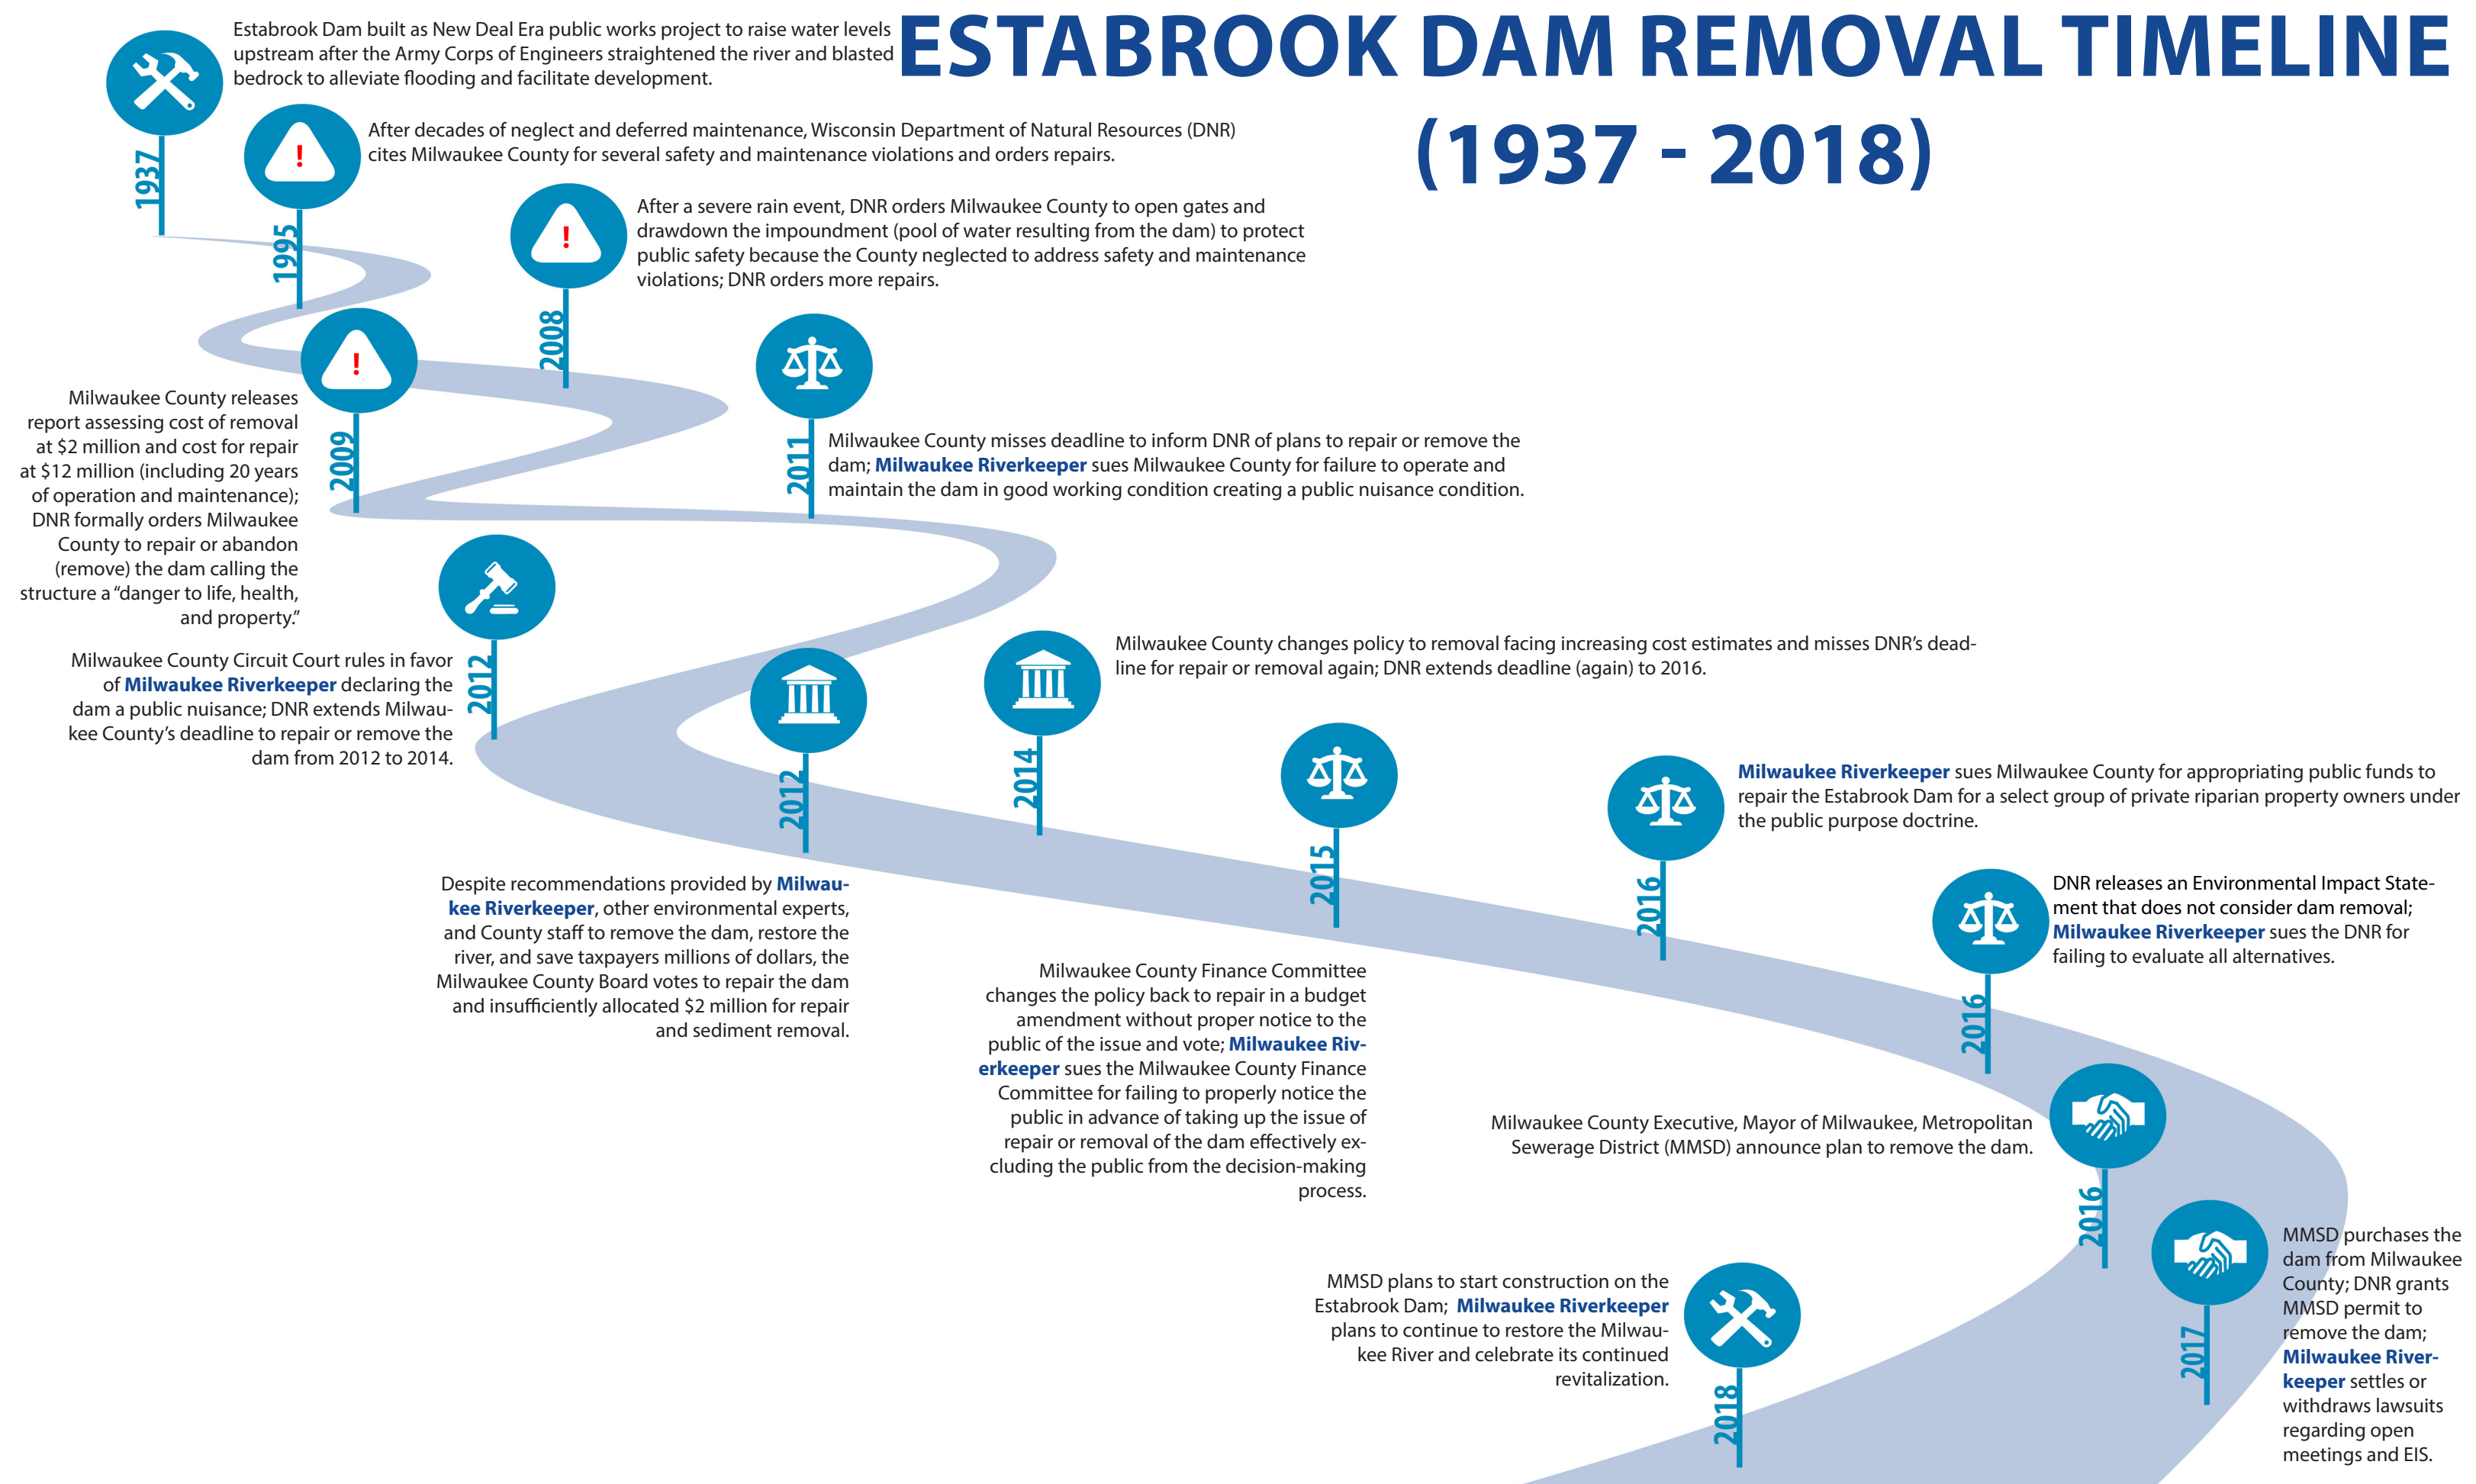 ESTABROOK DAM REMOVAL TIMELINE
(1937 - 2018)
Estabrook Dam built as New Deal Era public works project to raise water levels
upstream after the Army Corps of Engineers straightened the river and blasted
bedrock to alleviate flooding and facilitate development.
1937
After decades of neglect and deferred maintenance, Wisconsin Department of Natural Resources (DNR)
cites Milwaukee County for several safety and maintenance violations and orders repairs.
1995
After a severe rain event, DNR orders Milwaukee County to open gates and
drawdown the impoundment (pool of water resulting from the dam) to protect
public safety because the County neglected to address safety and maintenance
violations; DNR orders more repairs.
2008
Milwaukee County releases
report assessing cost of removal
at $2 million and cost for repair
at $12 million (including 20 years
of operation and maintenance);
DNR formally orders Milwaukee
County to repair or abandon
(remove) the dam calling the
structure a “danger to life, health,
and property.”
2009
Milwaukee County misses deadline to inform DNR of plans to repair or remove the
dam; Milwaukee Riverkeeper sues Milwaukee County for failure to operate and
maintain the dam in good working condition creating a public nuisance condition.
2011
Milwaukee County Circuit Court rules in favor
of Milwaukee Riverkeeper declaring the
dam a public nuisance; DNR extends Milwau-
kee County’s deadline to repair or remove the
dam from 2012 to 2014.
2012
Despite recommendations provided by Milwau-
kee Riverkeeper, other environmental experts,
and County staff to remove the dam, restore the
river, and save taxpayers millions of dollars, the
Milwaukee County Board votes to repair the dam
and insufficiently allocated $2 million for repair
and sediment removal.
2012
Milwaukee County changes policy to removal facing increasing cost estimates and misses DNR’s dead-
line for repair or removal again; DNR extends deadline (again) to 2016.
2014
Milwaukee County Finance Committee
changes the policy back to repair in a budget
amendment without proper notice to the
public of the issue and vote; Milwaukee Riv-
erkeeper sues the Milwaukee County Finance
Committee for failing to properly notice the
public in advance of taking up the issue of
repair or removal of the dam effectively ex-
cluding the public from the decision-making
process.
2015
Milwaukee Riverkeeper sues Milwaukee County for appropriating public funds to
repair the Estabrook Dam for a select group of private riparian property owners under
the public purpose doctrine.
2016
DNR releases an Environmental Impact State-
ment that does not consider dam removal;
Milwaukee Riverkeeper sues the DNR for
failing to evaluate all alternatives.
2016
Milwaukee County Executive, Mayor of Milwaukee, Metropolitan
Sewerage District (MMSD) announce plan to remove the dam.
2016
MMSD purchases the
dam from Milwaukee
County; DNR grants
MMSD permit to
remove the dam;
Milwaukee River-
keeper settles or
withdraws lawsuits
regarding open
meetings and EIS.
2017
MMSD plans to start construction on the
Estabrook Dam; Milwaukee Riverkeeper
plans to continue to restore the Milwau-
kee River and celebrate its continued
revitalization.
2018